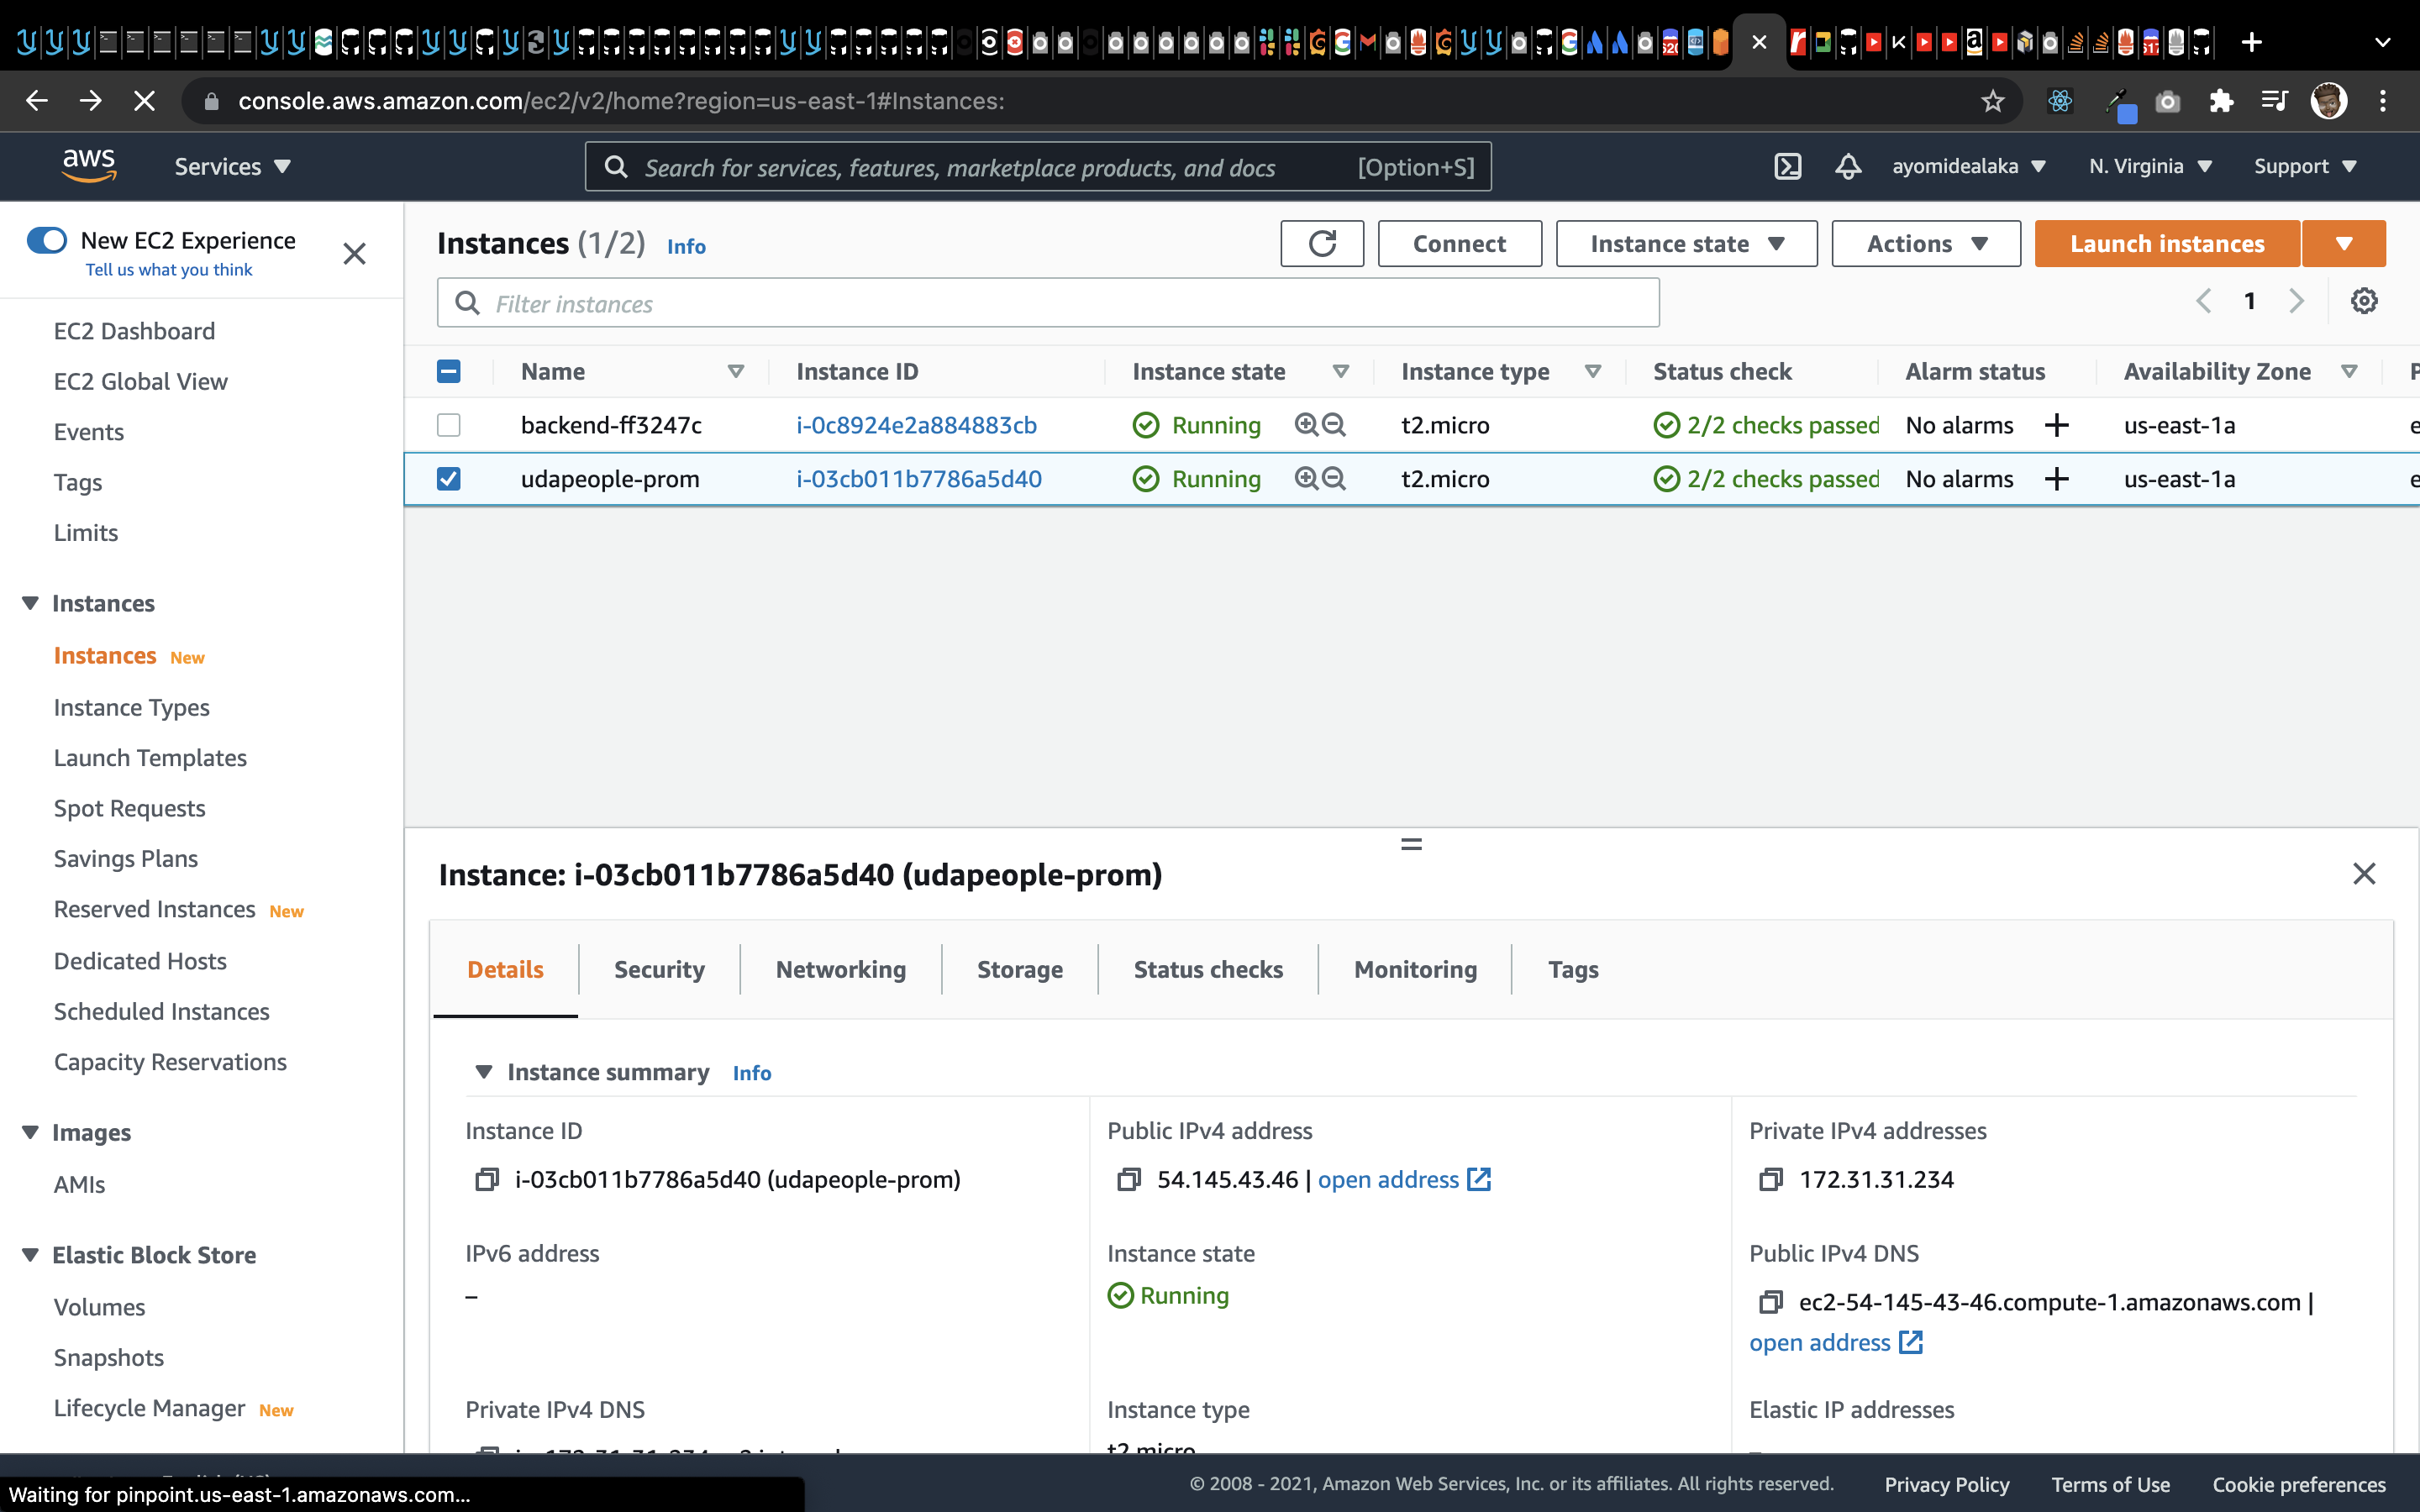 console.aws.amazon.com/ec2/v2/home?region=us-east-1#Instances:
aws
Services
Search for services, features, marketplace products, and docs
[Option+S]
ayomidealaka
N. Virginia
Support
New EC2 Experience
Tell us what you think
EC2 Dashboard
EC2 Global View
Events
Tags
Limits
Instances
Instances New
Instance Types
Launch Templates
Spot Requests
Savings Plans
Reserved Instances New
Dedicated Hosts
Scheduled Instances
Capacity Reservations
Images
AMIs
Elastic Block Store
Volumes
Snapshots
Lifecycle Manager New
Instances (1/2) Info
Connect
Instance state
Actions
Launch instances
Filter instances
1
Name Instance ID Instance state Instance type Status check Alarm status Availability Zone
backend-ff3247c i-0c8924e2a884883cb Running t2.micro 2/2 checks passed No alarms + us-east-1a
udapeople-prom i-03cb011b7786a5d40 Running t2.micro 2/2 checks passed No alarms + us-east-1a
Instance: i-03cb011b7786a5d40 (udapeople-prom)
Details Security Networking Storage Status checks Monitoring Tags
Instance summary Info
Instance ID
i-03cb011b7786a5d40 (udapeople-prom)
Public IPv4 address
54.145.43.46 | open address
Private IPv4 addresses
172.31.31.234
IPv6 address
–
Instance state
Running
Public IPv4 DNS
ec2-54-145-43-46.compute-1.amazonaws.com |
open address
Private IPv4 DNS
Instance type
t2.micro
Elastic IP addresses
Waiting for pinpoint.us-east-1.amazonaws.com...
© 2008 - 2021, Amazon Web Services, Inc. or its affiliates. All rights reserved.
Privacy Policy
Terms of Use
Cookie preferences